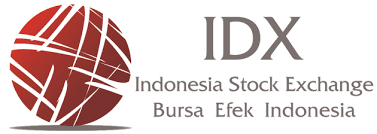 IDX
Indonesia Stock Exchange
Bursa Efek Indonesia